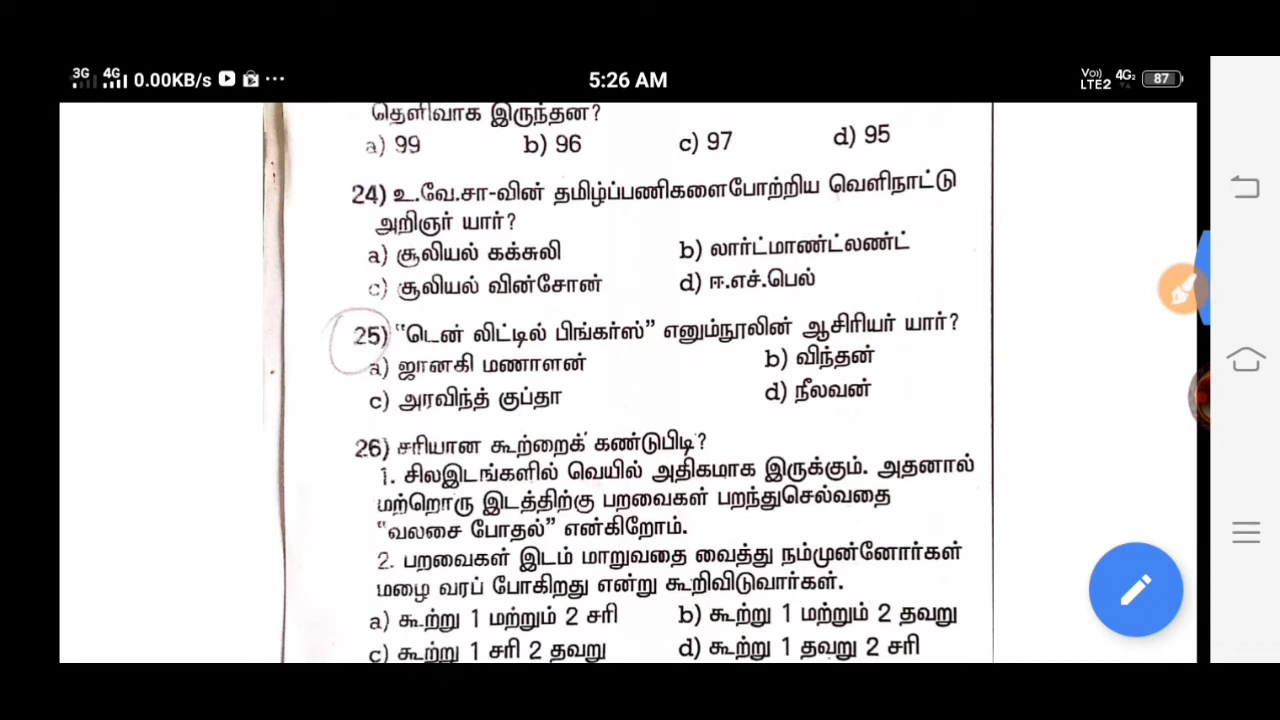 3G 4G 0.00KB/s ... 5:26 AM Vo)) LTE2 4G2 87
தெளிவாக இருந்தன?
a) 99 b) 96 c) 97 d) 95
24) உ.வே.சா-வின் தமிழ்ப்பணிகளைபோற்றிய வெளிநாட்டு
அறிஞர் யார்?
a) சூலியல் கக்சுலி b) லார்ட்மாண்ட்லண்ட்
c) சூலியல் வின்சோன் d) ஈ.எச்.பெல்
25) “டென் லிட்டில் பிங்கர்ஸ்” எனும்நூலின் ஆசிரியர் யார்?
a) ஜானகி மணாளன் b) விந்தன்
c) அரவிந்த் குப்தா d) நீலவன்
26) சரியான கூற்றைக் கண்டுபிடி?
1. சிலஇடங்களில் வெயில் அதிகமாக இருக்கும். அதனால்
மற்றொரு இடத்திற்கு பறவைகள் பறந்துசெல்வதை
“வலசை போதல்” என்கிறோம்.
2. பறவைகள் இடம் மாறுவதை வைத்து நம்முன்னோர்கள்
மழை வரப் போகிறது என்று கூறிவிடுவார்கள்.
a) கூற்று 1 மற்றும் 2 சரி b) கூற்று 1 மற்றும் 2 தவறு
c) கூற்று 1 சரி 2 தவறு d) கூற்று 1 தவறு 2 சரி